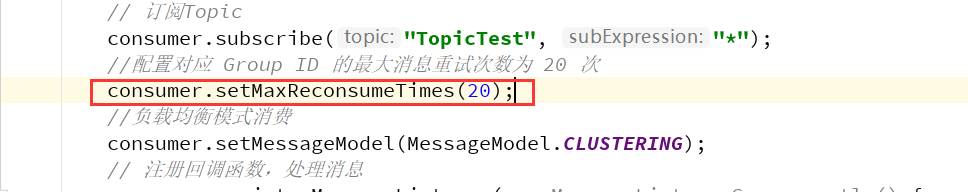 // 订阅Topic
consumer.subscribe( topic: "TopicTest", subExpression: "*");
//配置对应 Group ID 的最大消息重试次数为 20 次
consumer.setMaxReconsumeTimes(20);
//负载均衡模式消费
consumer.setMessageModel(MessageModel.CLUSTERING);
// 注册回调函数，处理消息